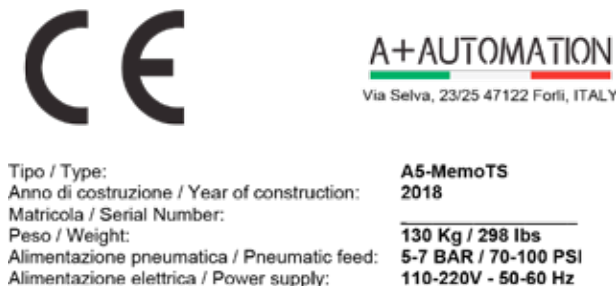 CE
A+AUTOMATION
Via Selva, 23/25 47122 Forlì, ITALY
Tipo / Type: A5-MemoTS
Anno di costruzione / Year of construction: 2018
Matricola / Serial Number:
Peso / Weight: 130 Kg / 298 lbs
Alimentazione pneumatica / Pneumatic feed: 5-7 BAR / 70-100 PSI
Alimentazione elettrica / Power supply: 110-220V - 50-60 Hz